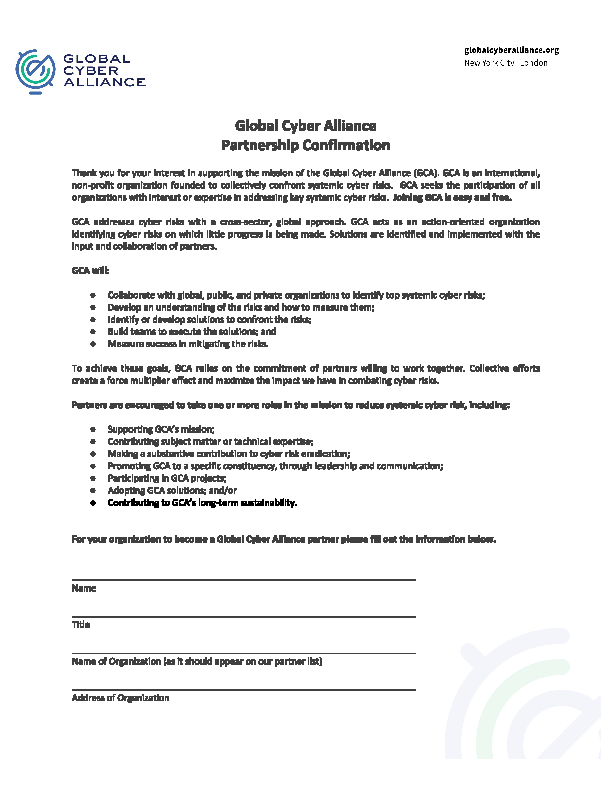 GLOBAL
CYBER
ALLIANCE
globalcyberalliance.org
New York City London
Global Cyber Alliance
Partnership Confirmation
Thank you for your interest in supporting the mission of the Global Cyber Alliance (GCA). GCA is an international,
non-profit organization founded to collectively confront systemic cyber risks. GCA seeks the participation of all
organizations with interest or expertise in addressing key systemic cyber risks. Joining GCA is easy and free.
GCA addresses cyber risks with a cross-sector, global approach. GCA acts as an action-oriented organization
identifying cyber risks on which little progress is being made. Solutions are identified and implemented with the
input and collaboration of partners.
GCA will:
❖ Collaborate with global, public, and private organizations to identify top systemic cyber risks;
❖ Develop an understanding of the risks and how to measure them;
❖ Identify or develop solutions to confront the risks;
❖ Build teams to execute the solutions; and
❖ Measure success in mitigating the risks.
To achieve these goals, GCA relies on the commitment of partners willing to work together. Collective efforts
create a force multiplier effect and maximize the impact we have in combating cyber risks.
Partners are encouraged to take one or more roles in the mission to reduce systemic cyber risk, including:
❖ Supporting GCA's mission;
❖ Contributing subject matter or technical expertise;
❖ Making a substantive contribution to cyber risk eradication;
❖ Promoting GCA to a specific constituency, through leadership and communication;
❖ Participating in GCA projects;
❖ Adopting GCA solutions; and/or
❖ Contributing to GCA's long-term sustainability.
For your organization to become a Global Cyber Alliance partner please fill out the information below.
Name
Title
Name of Organization (as it should appear on our partner list)
Address of Organization